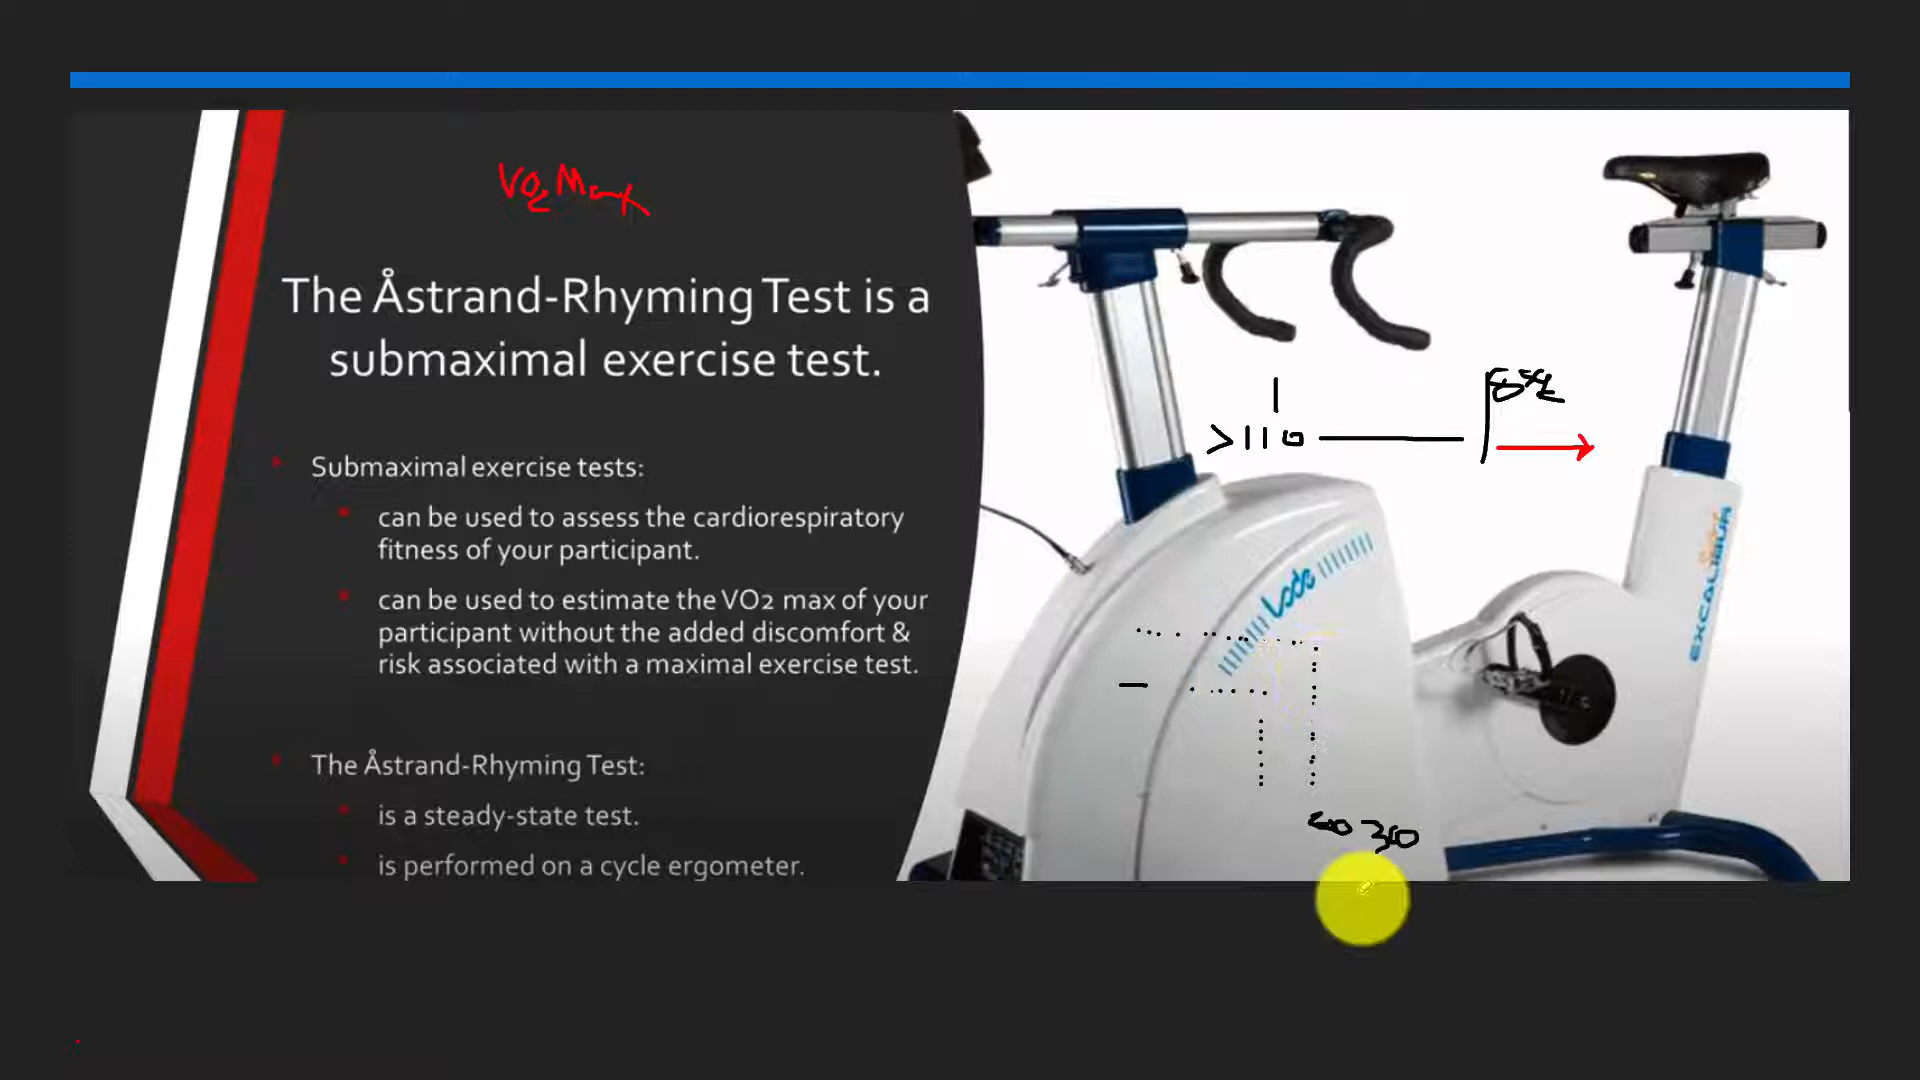 VO2 Max
The Åstrand-Rhyming Test is a
submaximal exercise test.
Submaximal exercise tests:
can be used to assess the cardiorespiratory
fitness of your participant.
can be used to estimate the VO2 max of your
participant without the added discomfort &
risk associated with a maximal exercise test.
The Åstrand-Rhyming Test:
is a steady-state test.
is performed on a cycle ergometer.
>110
Lode
EXCALIBUR